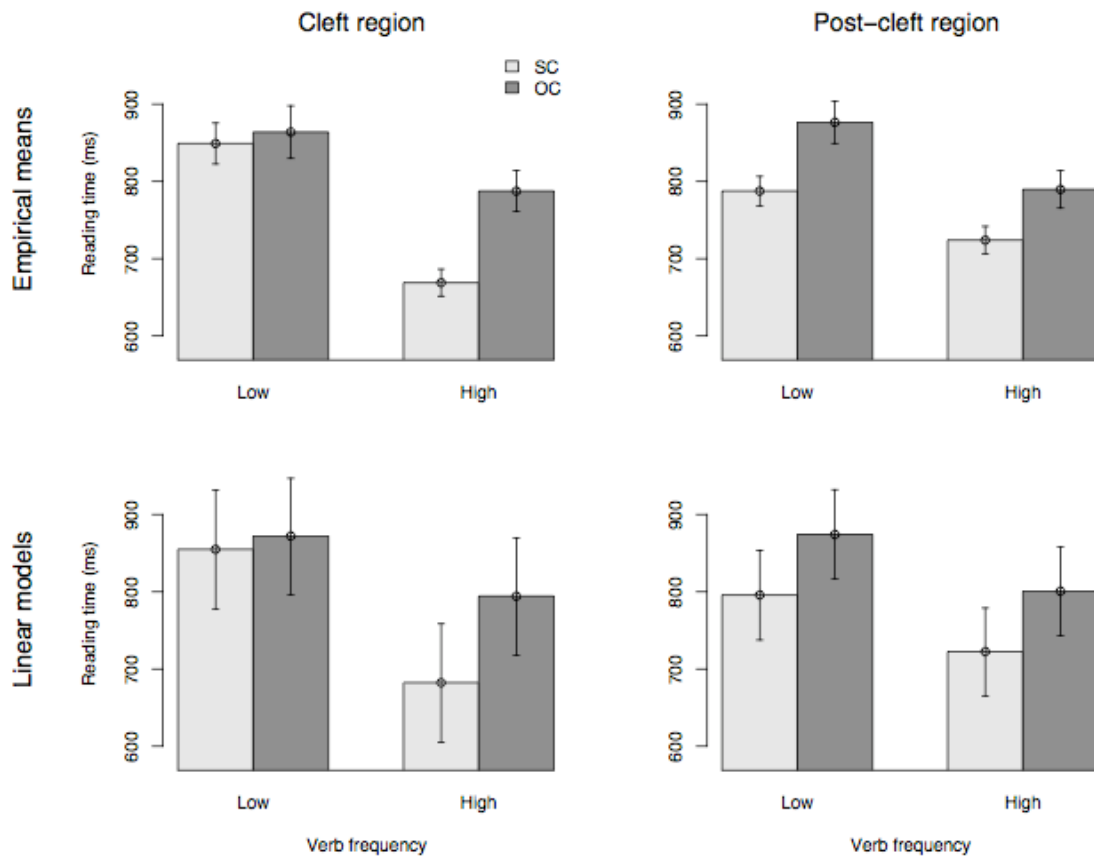 Cleft region
Post-cleft region
SC
OC
Empirical means
Reading time (ms)
900
800
700
600
Low
High
900
800
700
600
Low
High
Linear models
Reading time (ms)
900
800
700
600
Low
High
Verb frequency
900
800
700
600
Low
High
Verb frequency